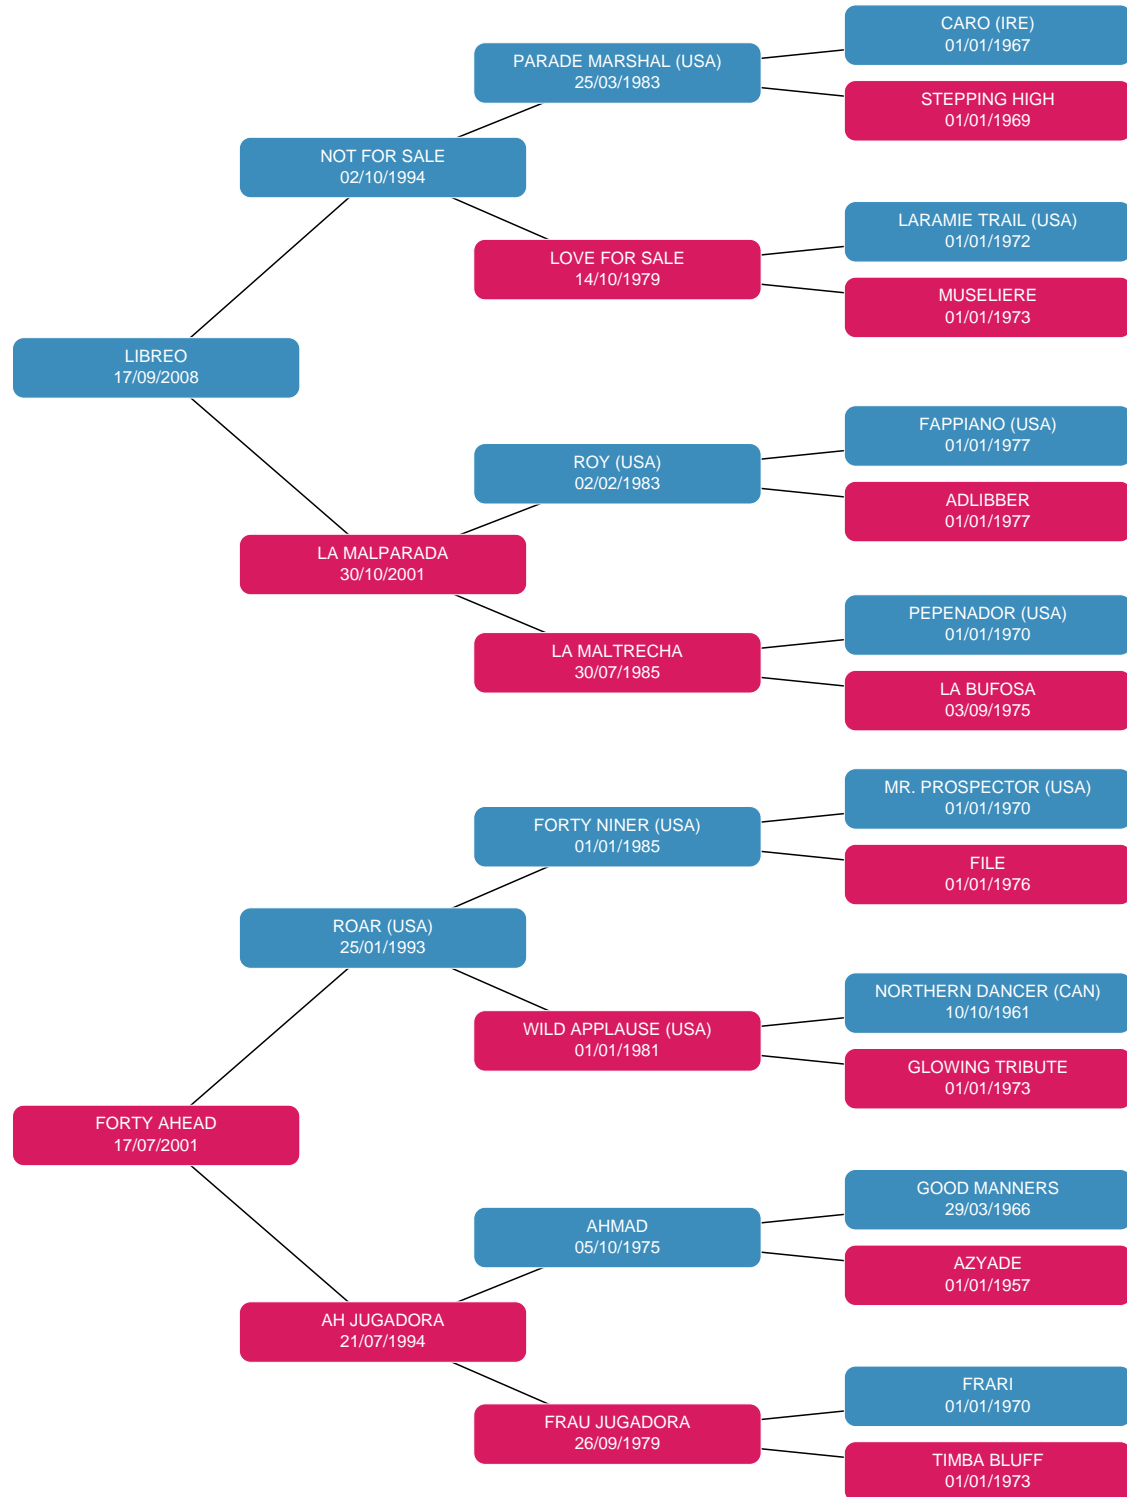 CARO (IRE)
01/01/1967
PARADE MARSHAL (USA)
25/03/1983
STEPPING HIGH
01/01/1969
NOT FOR SALE
02/10/1994
LARAMIE TRAIL (USA)
01/01/1972
LOVE FOR SALE
14/10/1979
MUSELIERE
01/01/1973
LIBREO
17/09/2008
FAPPIANO (USA)
01/01/1977
ROY (USA)
02/02/1983
ADLIBBER
01/01/1977
LA MALPARADA
30/10/2001
PEPENADOR (USA)
01/01/1970
LA MALTRECHA
30/07/1985
LA BUFOSA
03/09/1975
MR. PROSPECTOR (USA)
01/01/1970
FORTY NINER (USA)
01/01/1985
FILE
01/01/1976
ROAR (USA)
25/01/1993
NORTHERN DANCER (CAN)
10/10/1961
WILD APPLAUSE (USA)
01/01/1981
GLOWING TRIBUTE
01/01/1973
FORTY AHEAD
17/07/2001
GOOD MANNERS
29/03/1966
AHMAD
05/10/1975
AZYADE
01/01/1957
AH JUGADORA
21/07/1994
FRARI
01/01/1970
FRAU JUGADORA
26/09/1979
TIMBA BLUFF
01/01/1973